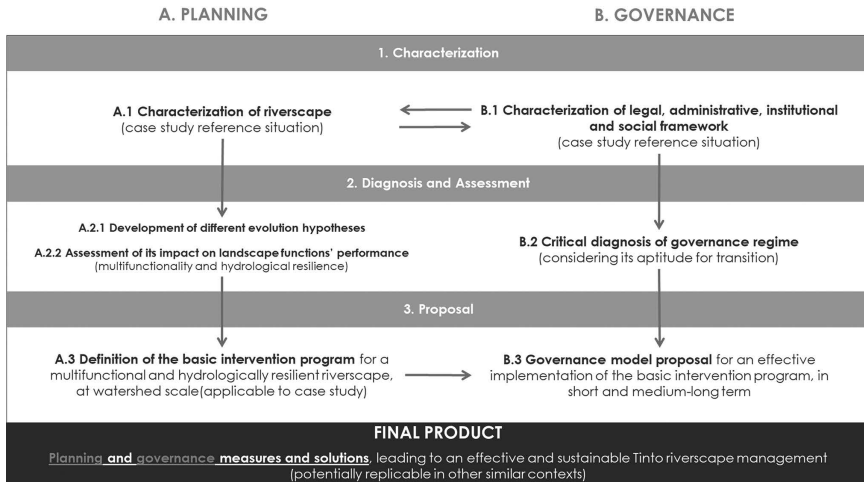 A. PLANNING
B. GOVERNANCE
1. Characterization
A.1 Characterization of riverscape
(case study reference situation)
B.1 Characterization of legal, administrative, institutional
and social framework
(case study reference situation)
2. Diagnosis and Assessment
A.2.1 Development of different evolution hypotheses
A.2.2 Assessment of its impact on landscape functions' performance
(multifunctionality and hydrological resilience)
B.2 Critical diagnosis of governance regime
(considering its aptitude for transition)
3. Proposal
A.3 Definition of the basic intervention program for a
multifunctional and hydrologically resilient riverscape,
at watershed scale(applicable to case study)
B.3 Governance model proposal for an effective
implementation of the basic intervention program, in
short and medium-long term
FINAL PRODUCT
Planning and governance measures and solutions, leading to an effective and sustainable Tinto riverscape management
(potentially replicable in other similar contexts)